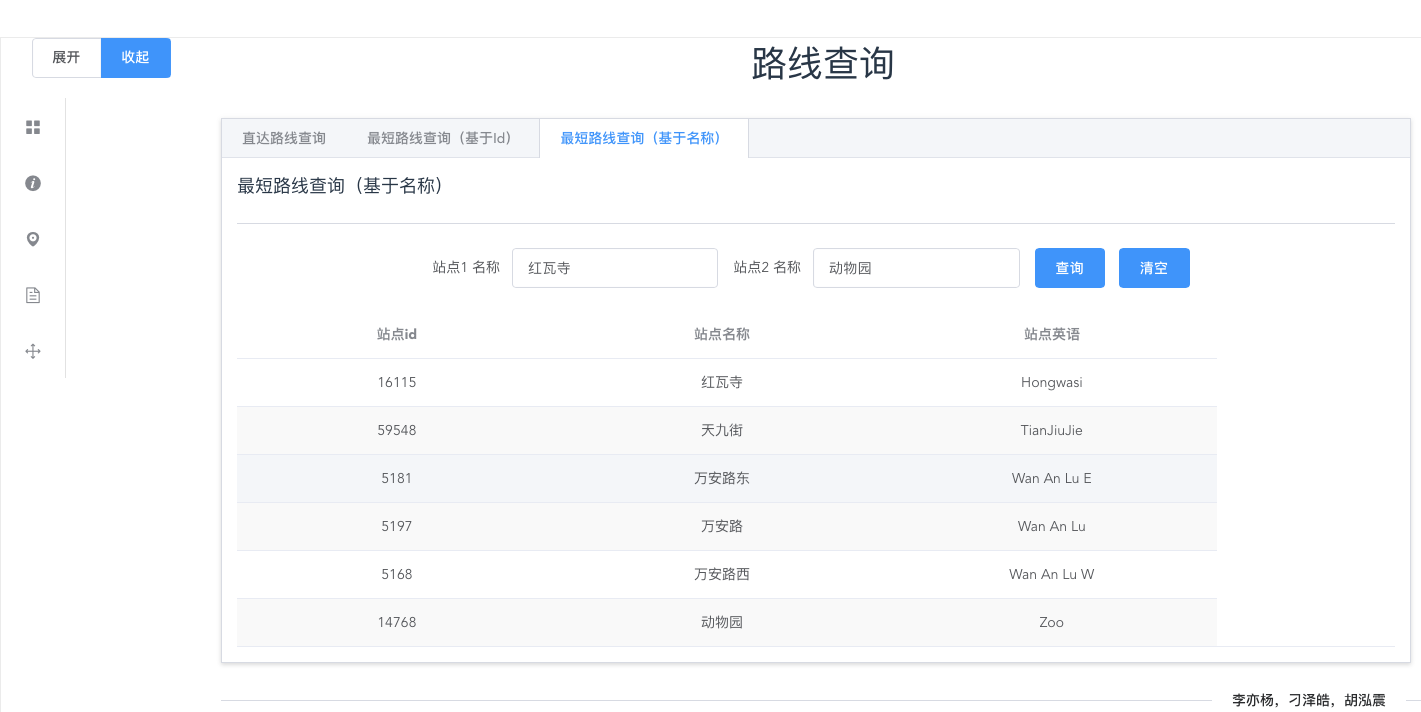 展开 收起
路线查询
直达路线查询 最短路线查询（基于Id） 最短路线查询（基于名称）
最短路线查询（基于名称）
站点1 名称 红瓦寺 站点2 名称 动物园 查询 清空
站点id 站点名称 站点英语
16115 红瓦寺 Hongwasi
59548 天九街 TianJiuJie
5181 万安路东 Wan An Lu E
5197 万安路 Wan An Lu
5168 万安路西 Wan An Lu W
14768 动物园 Zoo
李亦杨，刁泽皓，胡泓震